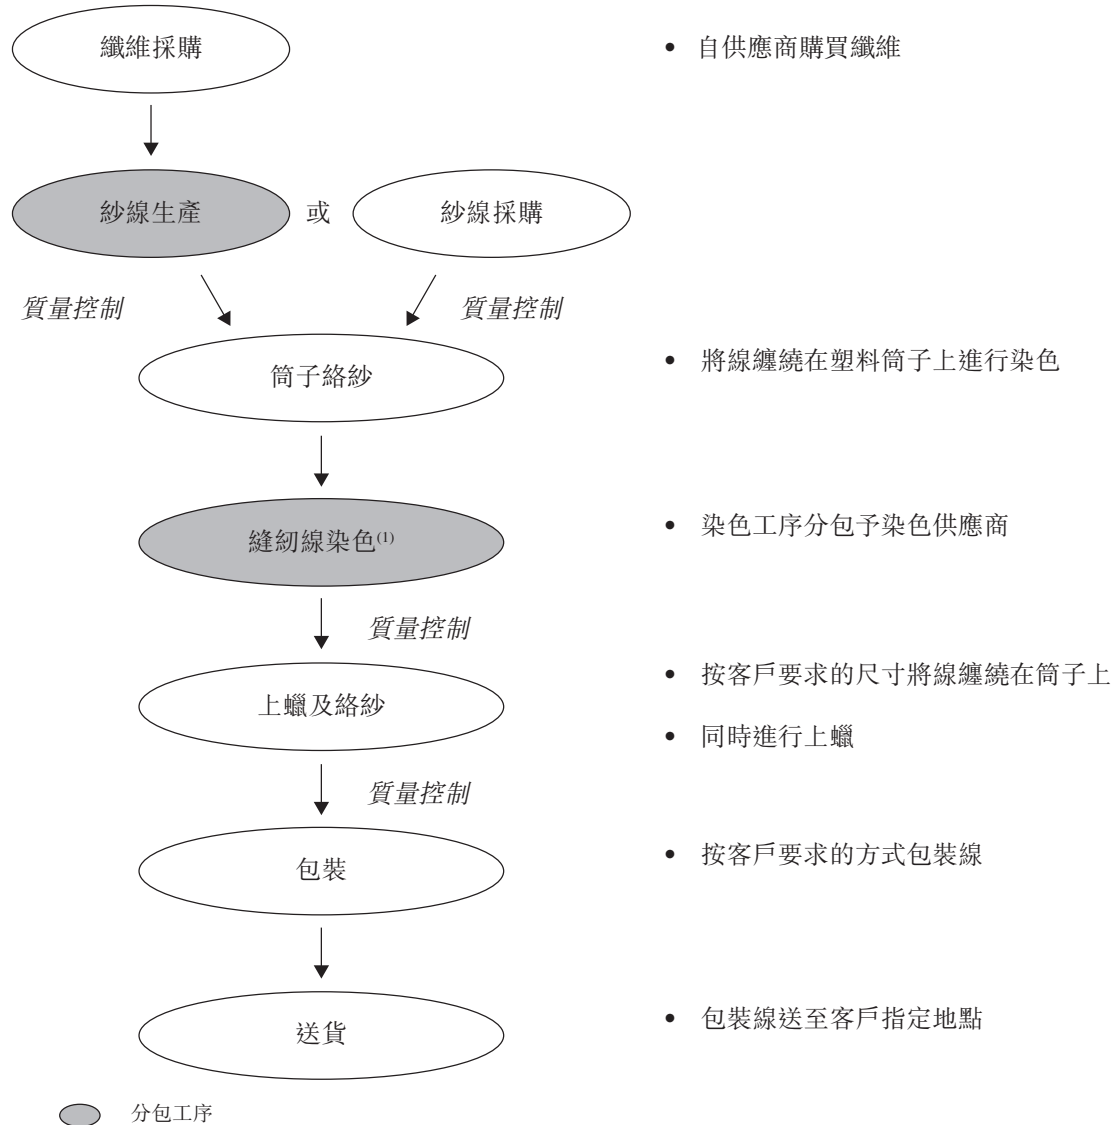 纖維採購
• 自供應商購買纖維
紗線生產 或 紗線採購
質量控制 質量控制
筒子絡紗
• 將線纏繞在塑料筒子上進行染色
縫紉線染色(1)
• 染色工序分包予染色供應商
質量控制
上蠟及絡紗
• 按客戶要求的尺寸將線纏繞在筒子上
• 同時進行上蠟
質量控制
包裝
• 按客戶要求的方式包裝線
送貨
• 包裝線送至客戶指定地點
分包工序